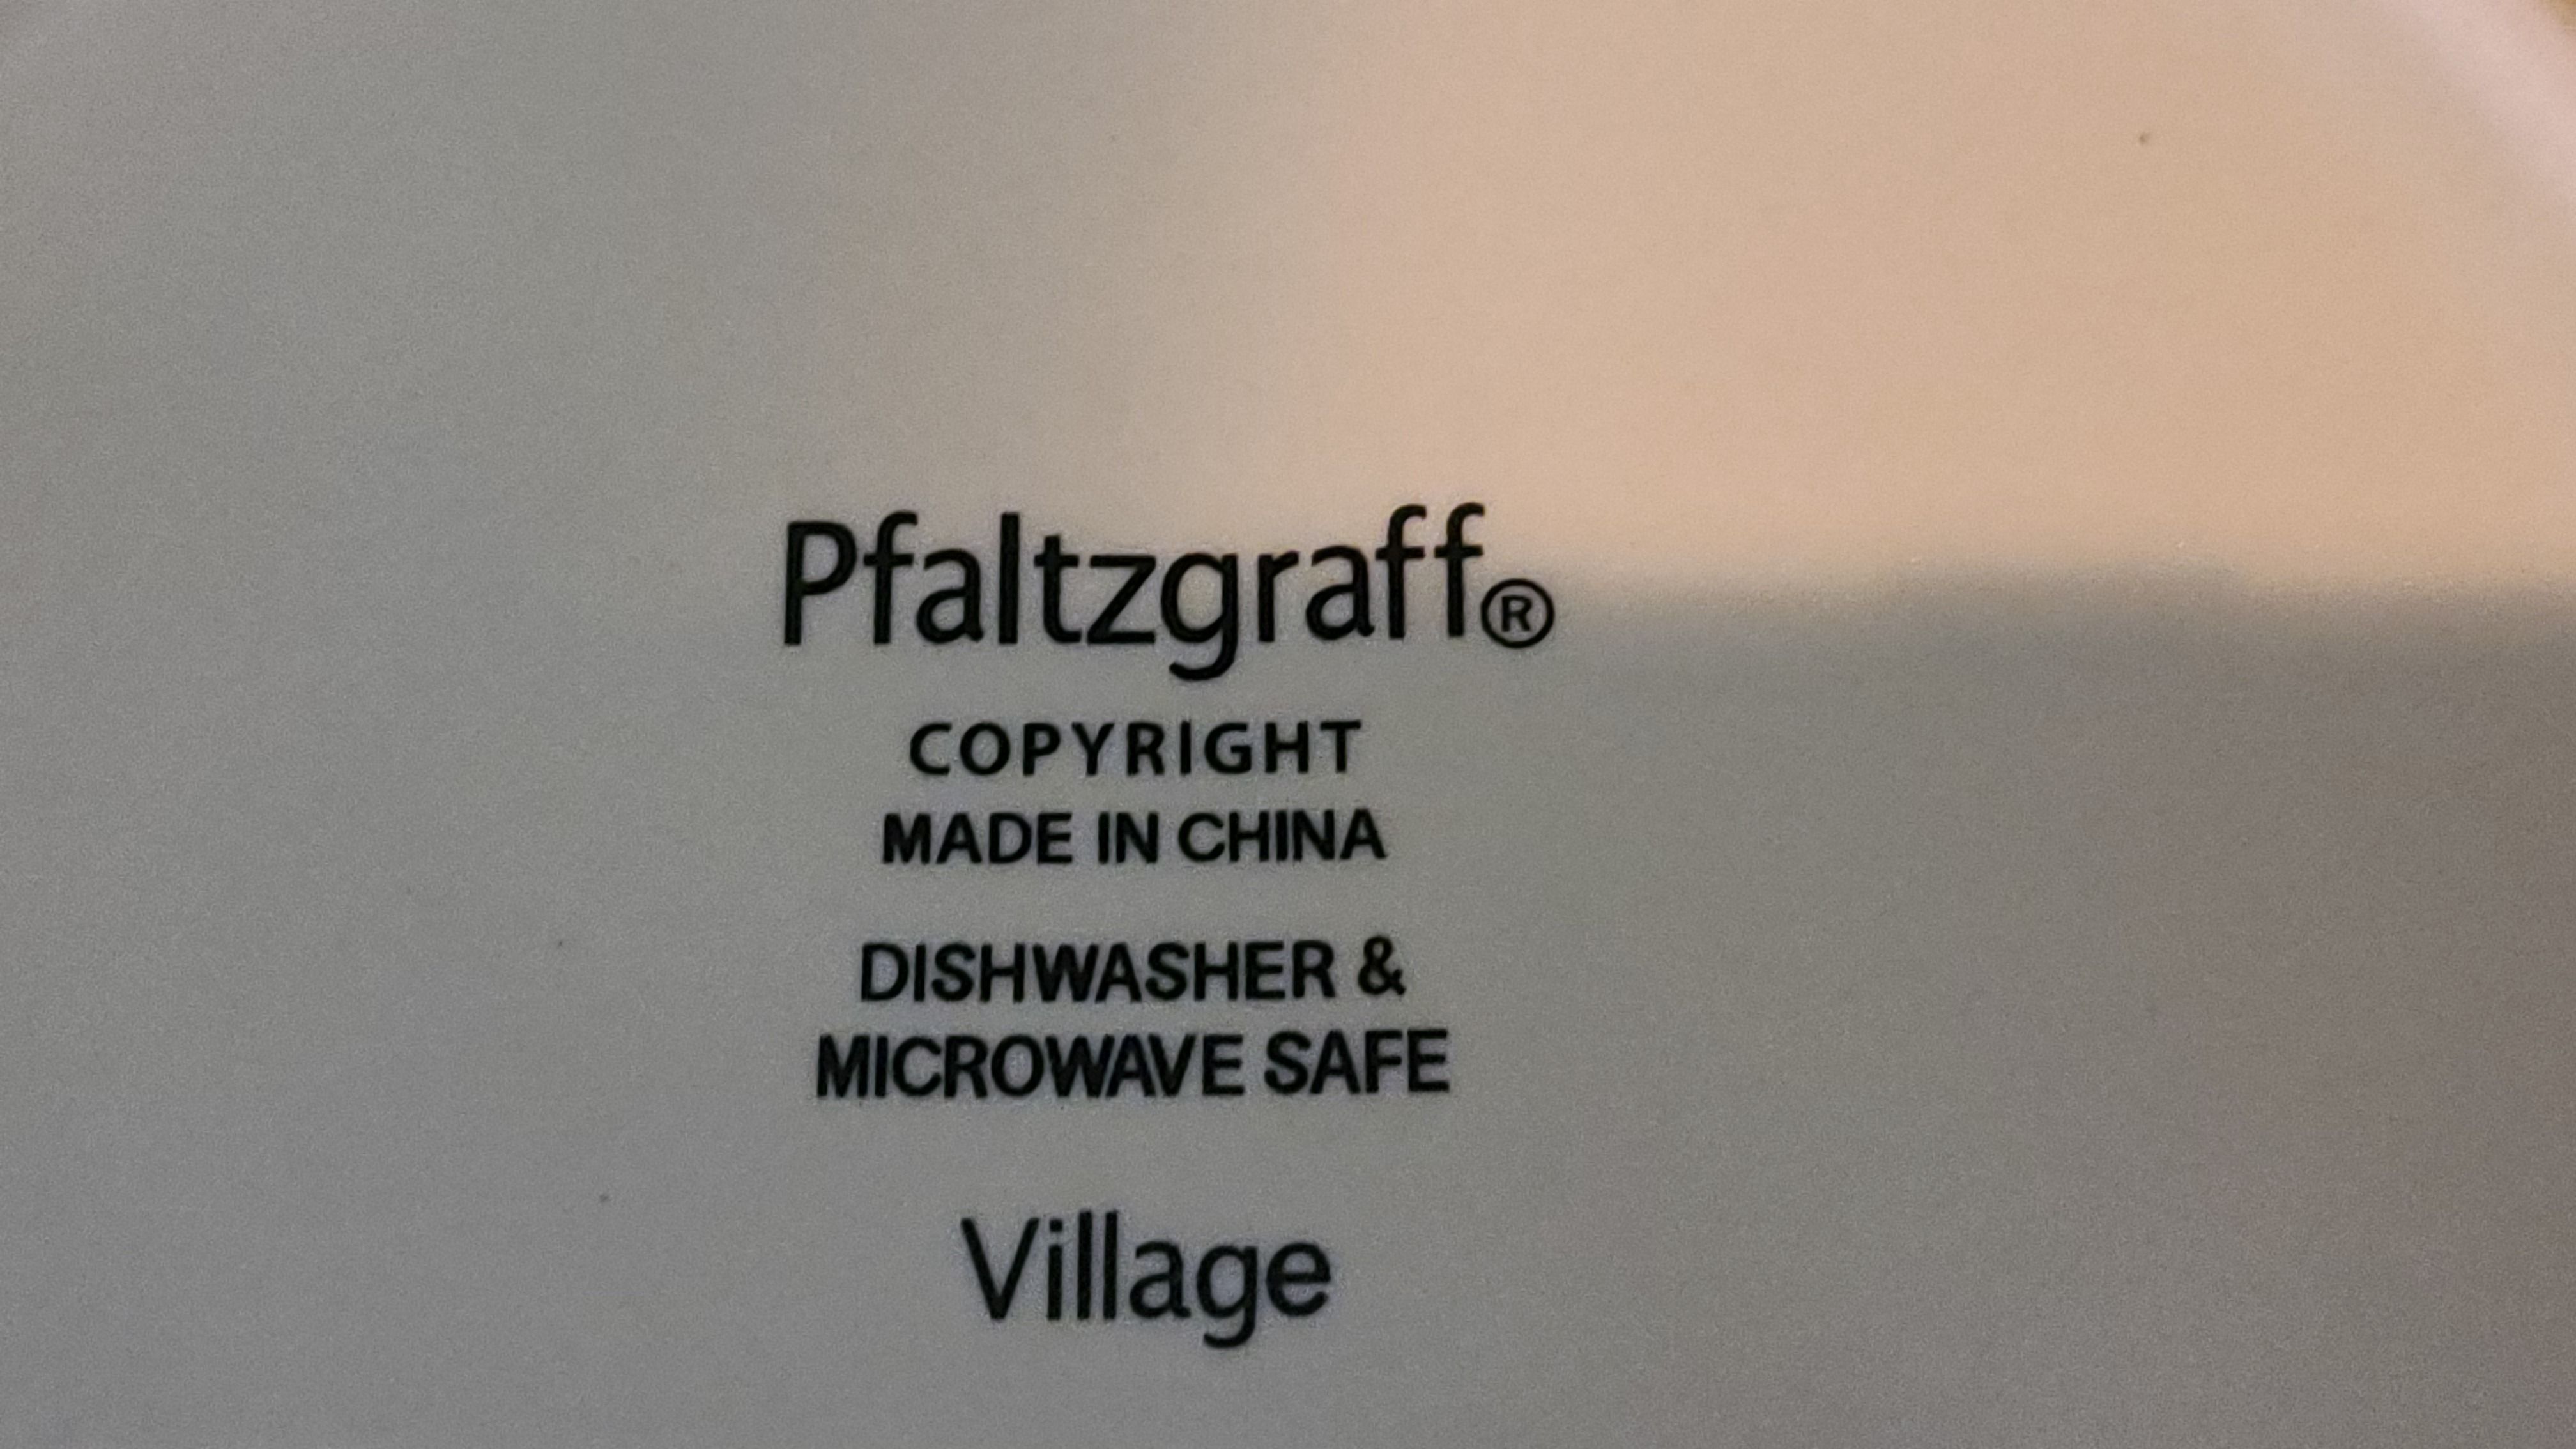 Pfaltzgraff®
COPYRIGHT
MADE IN CHINA
DISHWASHER &
MICROWAVE SAFE
Village